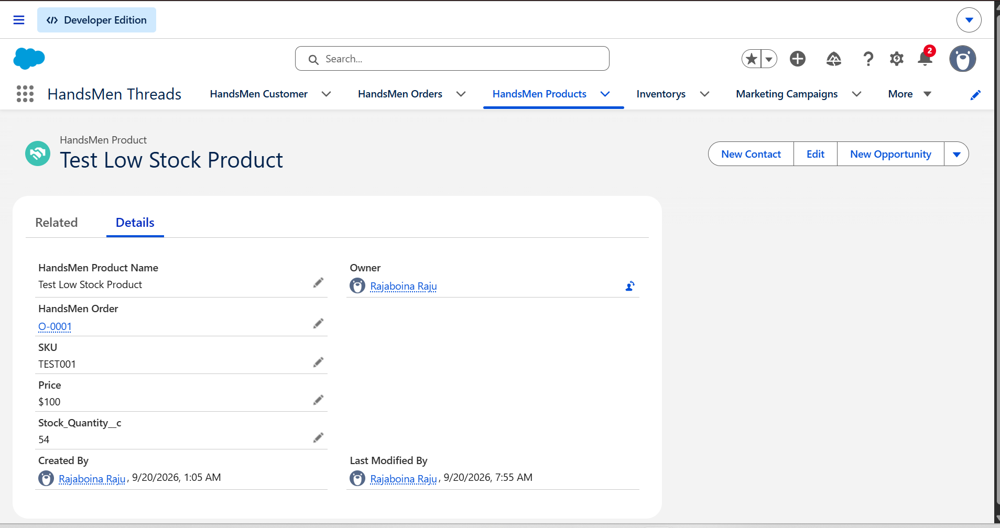 </> Developer Edition
Search...
2
HandsMen Threads
HandsMen Customer
HandsMen Orders
HandsMen Products
Inventorys
Marketing Campaigns
More
HandsMen Product
Test Low Stock Product
New Contact
Edit
New Opportunity
Related
Details
HandsMen Product Name
Test Low Stock Product
Owner
Rajaboina Raju
HandsMen Order
O-0001
SKU
TEST001
Price
$100
Stock_Quantity__c
54
Created By
Rajaboina Raju, 9/20/2026, 1:05 AM
Last Modified By
Rajaboina Raju, 9/20/2026, 7:55 AM